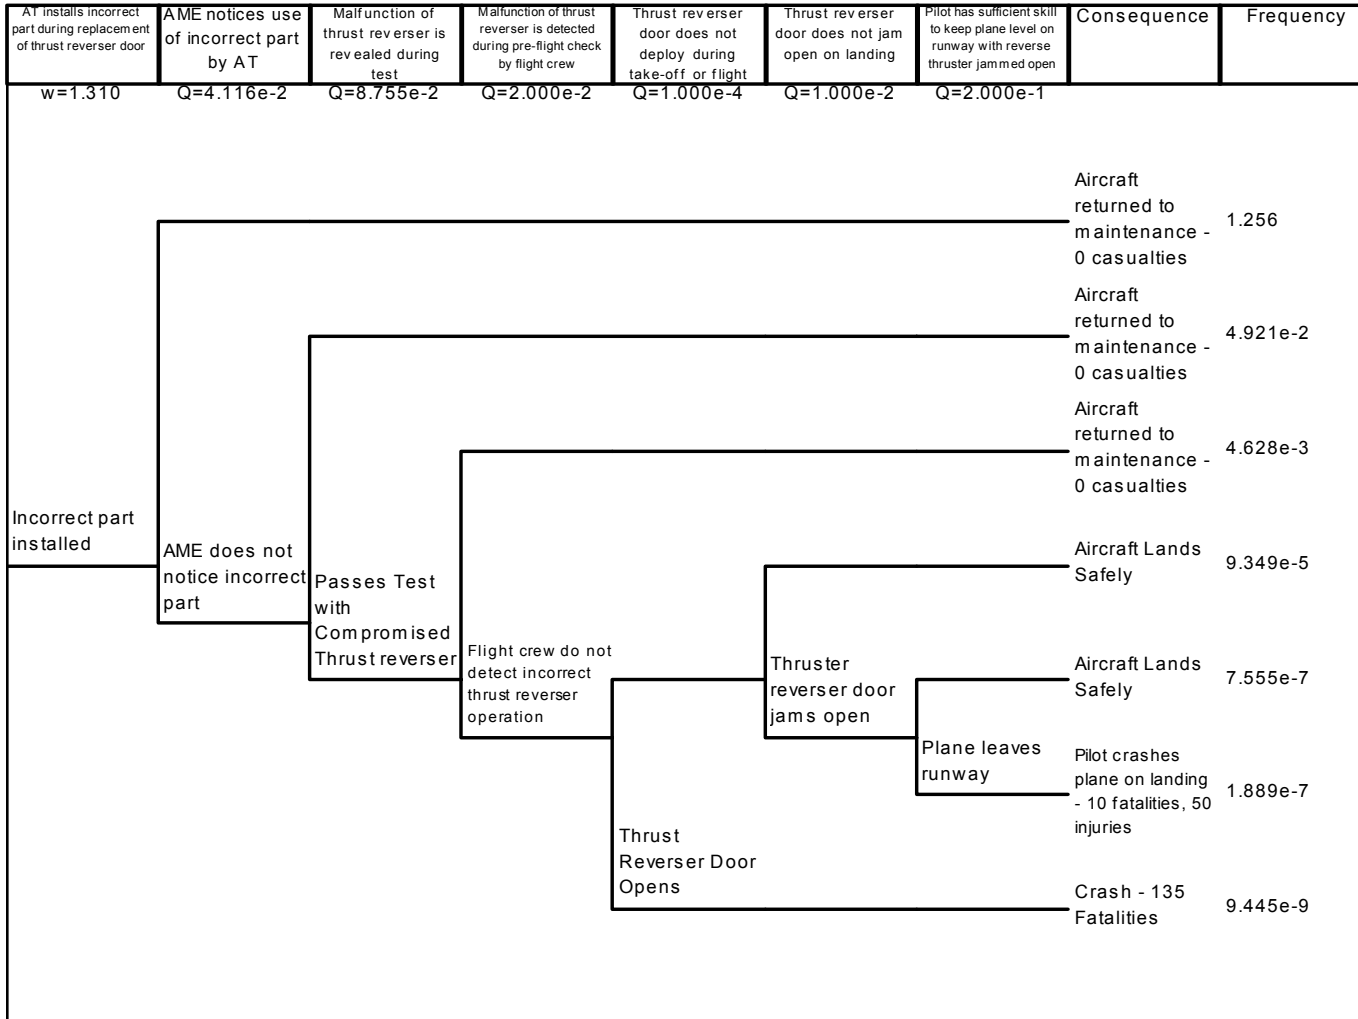 AT installs incorrect
part during replacement
of thrust reverser door
AME notices use
of incorrect part
by AT
Malfunction of
thrust reverser is
revealed during
test
Malfunction of thrust
reverser is detected
during pre-flight check
by flight crew
Thrust reverser
door does not
deploy during
take-off or flight
Thrust reverser
door does not jam
open on landing
Pilot has sufficient skill
to keep plane level on
runway with reverse
thruster jammed open
Consequence
Frequency
w=1.310
Q=4.116e-2
Q=8.755e-2
Q=2.000e-2
Q=1.000e-4
Q=1.000e-2
Q=2.000e-1
Aircraft
returned to
maintenance -
0 casualties
1.256
Aircraft
returned to
maintenance -
0 casualties
4.921e-2
Aircraft
returned to
maintenance -
0 casualties
4.628e-3
Incorrect part
installed
AME does not
notice incorrect
part
Passes Test
with
Compromised
Thrust reverser
Flight crew do not
detect incorrect
thrust reverser
operation
Aircraft Lands
Safely
9.349e-5
Thruster
reverser door
jams open
Aircraft Lands
Safely
7.555e-7
Plane leaves
runway
Pilot crashes
plane on landing
- 10 fatalities, 50
injuries
1.889e-7
Thrust
Reverser Door
Opens
Crash - 135
Fatalities
9.445e-9